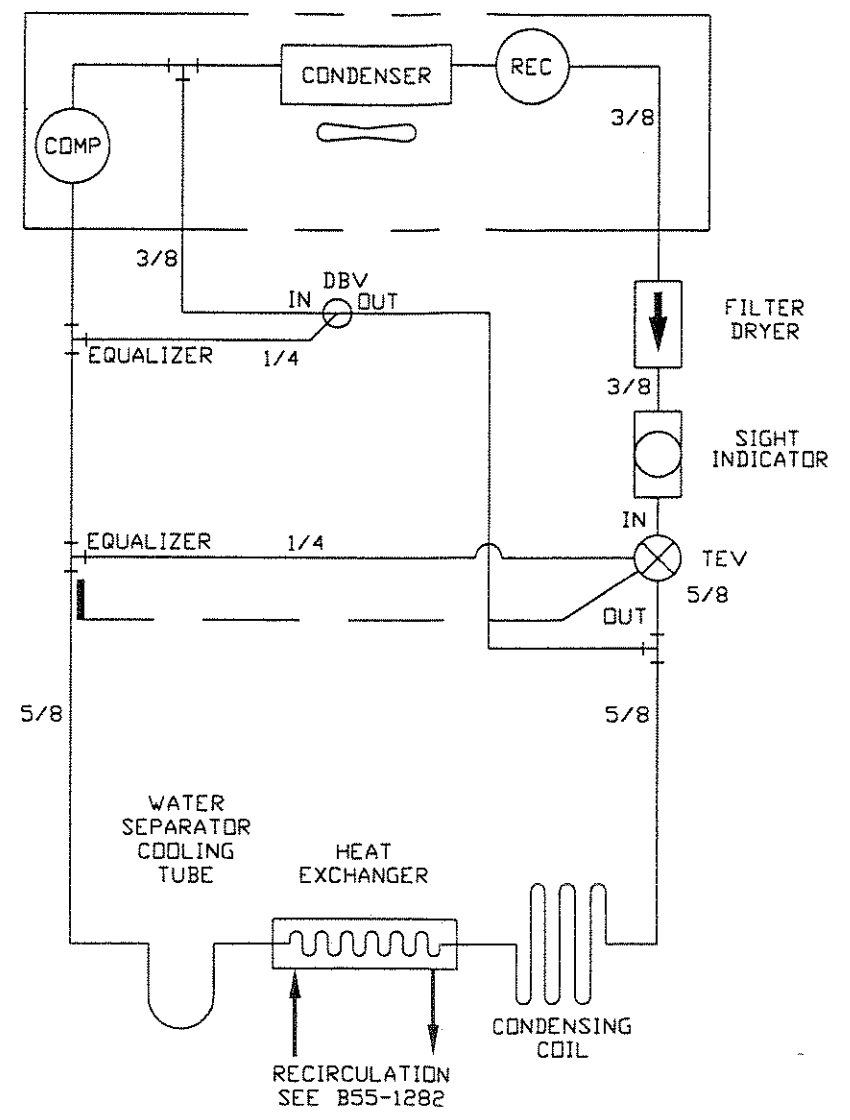 CONDENSER
REC
COMP
3/8
3/8
DBV
IN
OUT
FILTER
DRYER
EQUALIZER
1/4
3/8
SIGHT
INDICATOR
IN
EQUALIZER
1/4
TEV
5/8
OUT
5/8
5/8
WATER
SEPARATOR
COOLING
TUBE
HEAT
EXCHANGER
CONDENSING
COIL
RECIRCULATION
SEE B55-1282